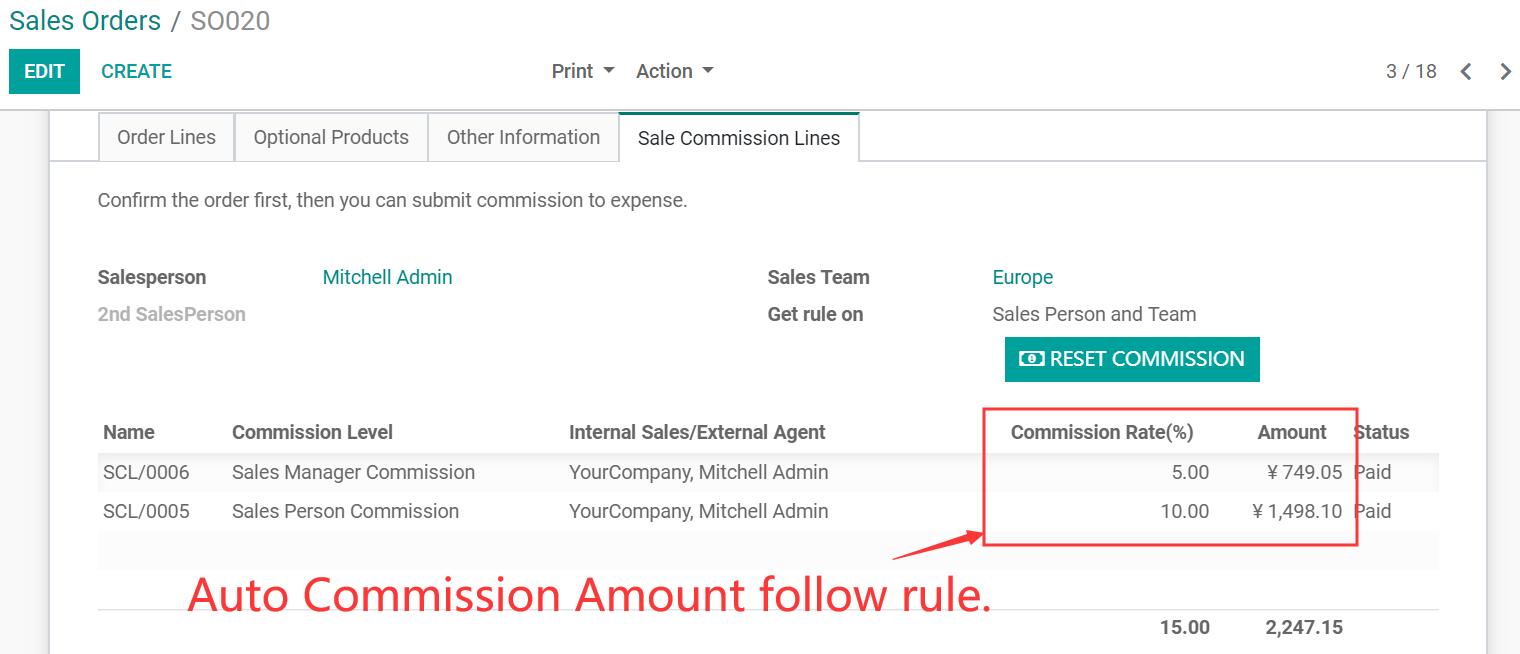 Sales Orders / SO020
EDIT CREATE Print Action 3 / 18
Order Lines Optional Products Other Information Sale Commission Lines
Confirm the order first, then you can submit commission to expense.
Salesperson Mitchell Admin Sales Team Europe
2nd SalesPerson Get rule on Sales Person and Team
RESET COMMISSION
Name Commission Level Internal Sales/External Agent Commission Rate(%) Amount Status
SCL/0006 Sales Manager Commission YourCompany, Mitchell Admin 5.00 ¥ 749.05 Paid
SCL/0005 Sales Person Commission YourCompany, Mitchell Admin 10.00 ¥ 1,498.10 Paid
Auto Commission Amount follow rule.
15.00 2,247.15